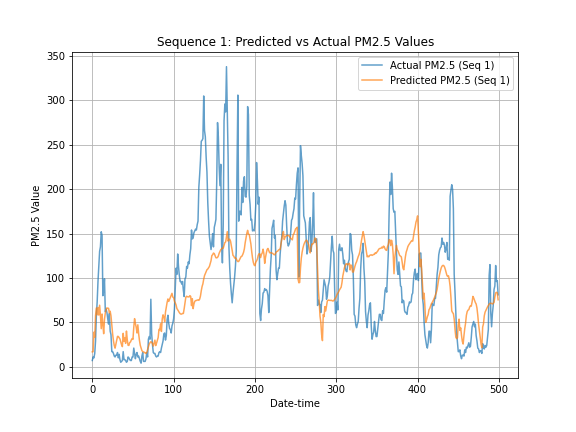 Sequence 1: Predicted vs Actual PM2.5 Values
Actual PM2.5 (Seq 1)
Predicted PM2.5 (Seq 1)
PM2.5 Value
350
300
250
200
150
100
50
0
0 100 200 300 400 500
Date-time